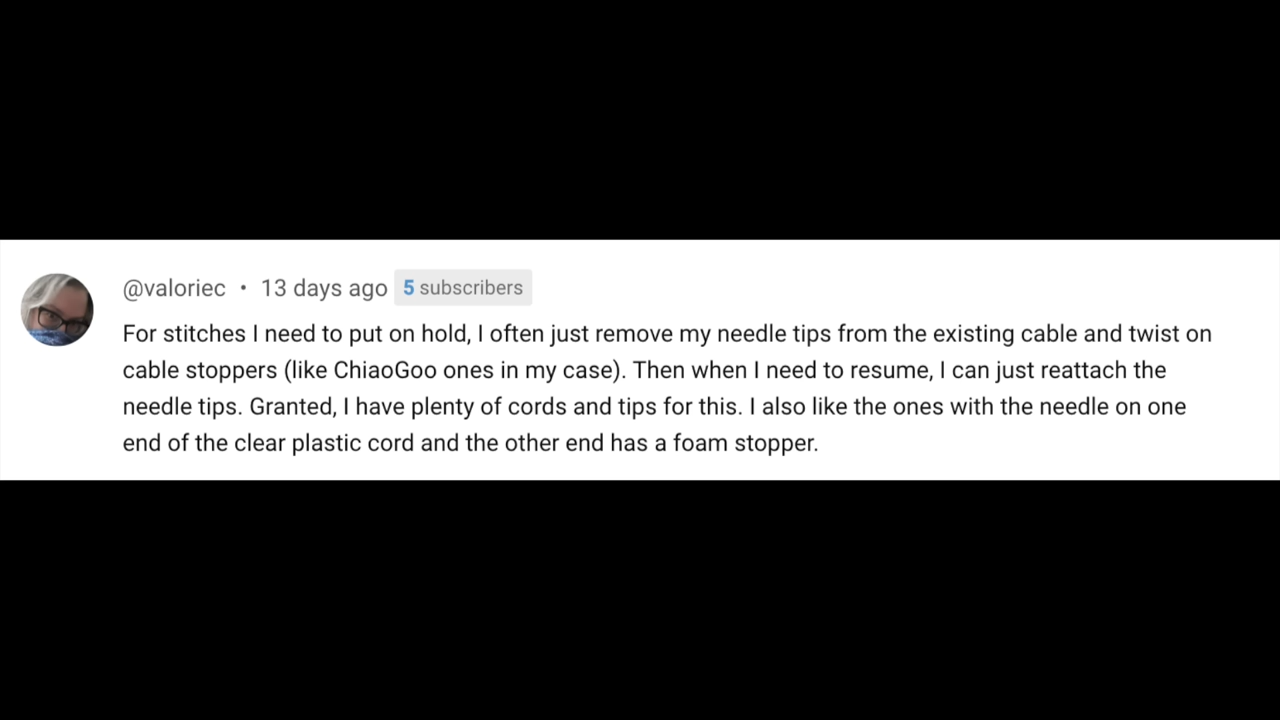 @valoriec • 13 days ago 5 subscribers
For stitches I need to put on hold, I often just remove my needle tips from the existing cable and twist on
cable stoppers (like ChiaoGoo ones in my case). Then when I need to resume, I can just reattach the
needle tips. Granted, I have plenty of cords and tips for this. I also like the ones with the needle on one
end of the clear plastic cord and the other end has a foam stopper.